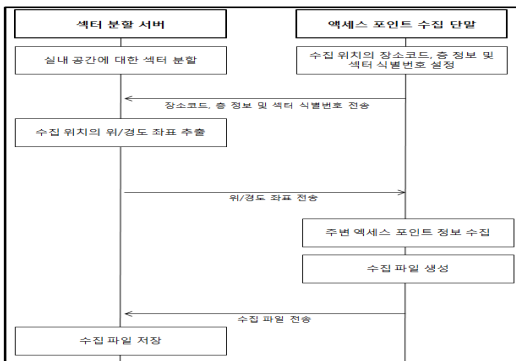 섹터 분할 서버
액세스 포인트 수집 단말
실내 공간에 대한 섹터 분할
수집 위치의 장소코드, 층 정보 및
섹터 식별번호 설정
장소코드, 층 정보 및 섹터 식별번호 전송
수집 위치의 위/경도 좌표 추출
위/경도 좌표 전송
주변 엑세스 포인트 정보 수집
수집 파일 생성
수집 파일 전송
수집 파일 저장